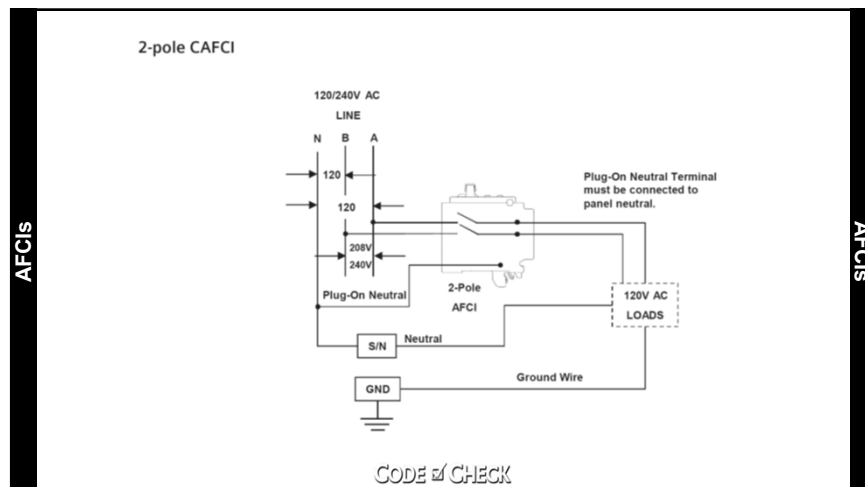 2-pole CAFCI
120/240V AC
LINE
N B A
120
120
208V
240V
Plug-On Neutral Terminal
must be connected to
panel neutral.
AFCIs
AFCIs
Plug-On Neutral
2-Pole
AFCI
120V AC
LOADS
S/N
Neutral
GND
Ground Wire
CODE CHECK